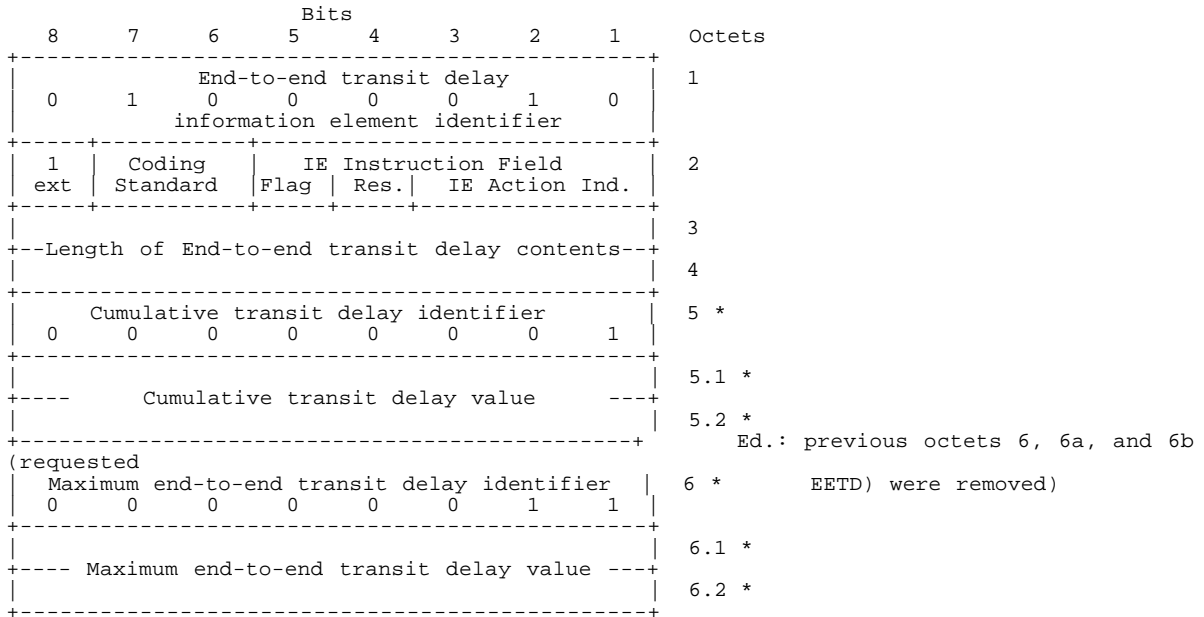 Bits
8 7 6 5 4 3 2 1 Octets
+-----------------------------------------------+
| End-to-end transit delay | 1
| 0 1 0 0 0 0 1 0 |
| information element identifier |
+-----+-----------+-----------------------------+
| 1 | Coding | IE Instruction Field | 2
| ext | Standard |Flag | Res.| IE Action Ind. |
+-----+-----------+-----+-----+-----------------+
| | 3
+--Length of End-to-end transit delay contents--+
| | 4
+-----------------------------------------------+
| Cumulative transit delay identifier | 5 *
| 0 0 0 0 0 0 0 1 |
+-----------------------------------------------+
| | 5.1 *
+---- Cumulative transit delay value ---+
| | 5.2 *
+-----------------------------------------------+ Ed.: previous octets 6, 6a, and 6b
(requested
| Maximum end-to-end transit delay identifier | 6 * EETD) were removed)
| 0 0 0 0 0 0 1 1 |
+-----------------------------------------------+
| | 6.1 *
+---- Maximum end-to-end transit delay value ---+
| | 6.2 *
+-----------------------------------------------+